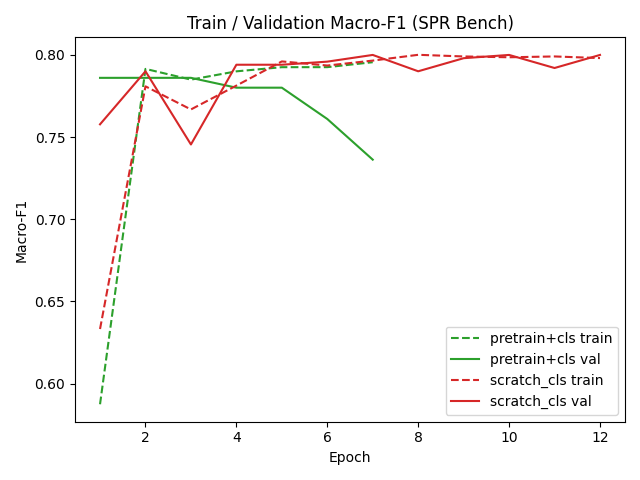 Train / Validation Macro-F1 (SPR Bench)
0.80
0.75
0.70
0.65
0.60
Macro-F1
2
4
6
8
10
12
Epoch
pretrain+cls train
pretrain+cls val
scratch_cls train
scratch_cls val